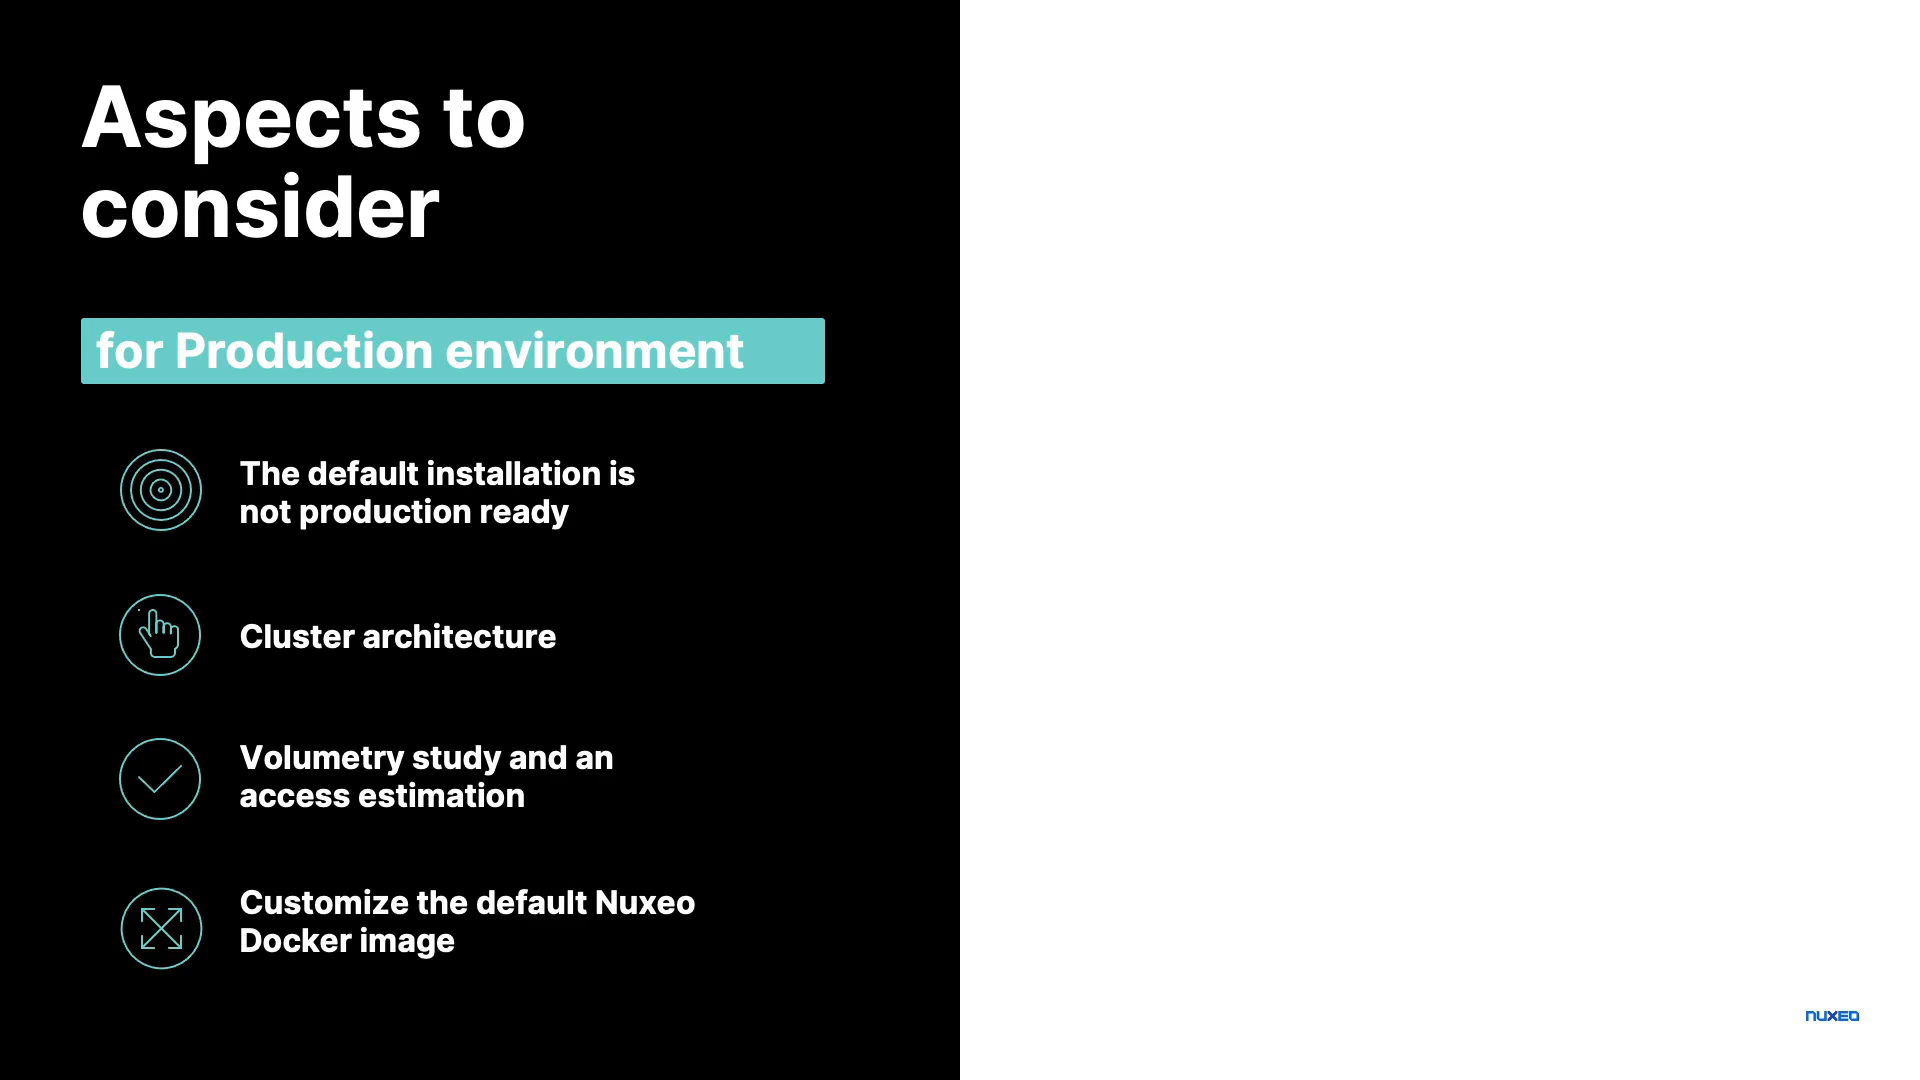 Aspects to
consider
for Production environment
The default installation is
not production ready
Cluster architecture
Volumetry study and an
access estimation
Customize the default Nuxeo
Docker image
nuxeo